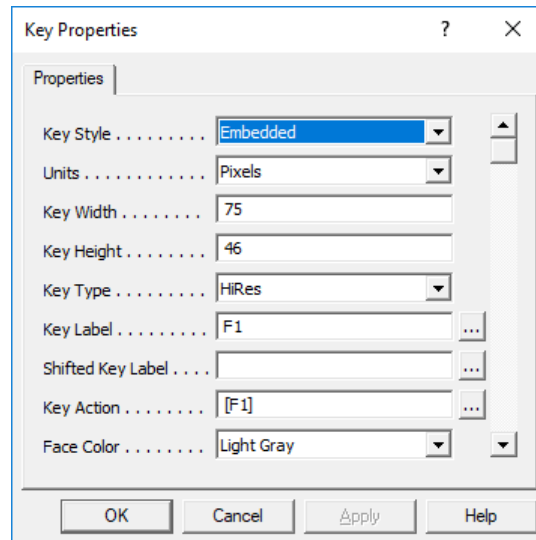 Key Properties ?
Properties
Key Style . . . . . . . . . Embedded
Units . . . . . . . . . . . . Pixels
Key Width . . . . . . . . 75
Key Height . . . . . . . . 46
Key Type . . . . . . . . . HiRes
Key Label . . . . . . . . . F1 ...
Shifted Key Label . . . . ...
Key Action . . . . . . . . [F1] ...
Face Color . . . . . . . . Light Gray
OK Cancel Apply Help